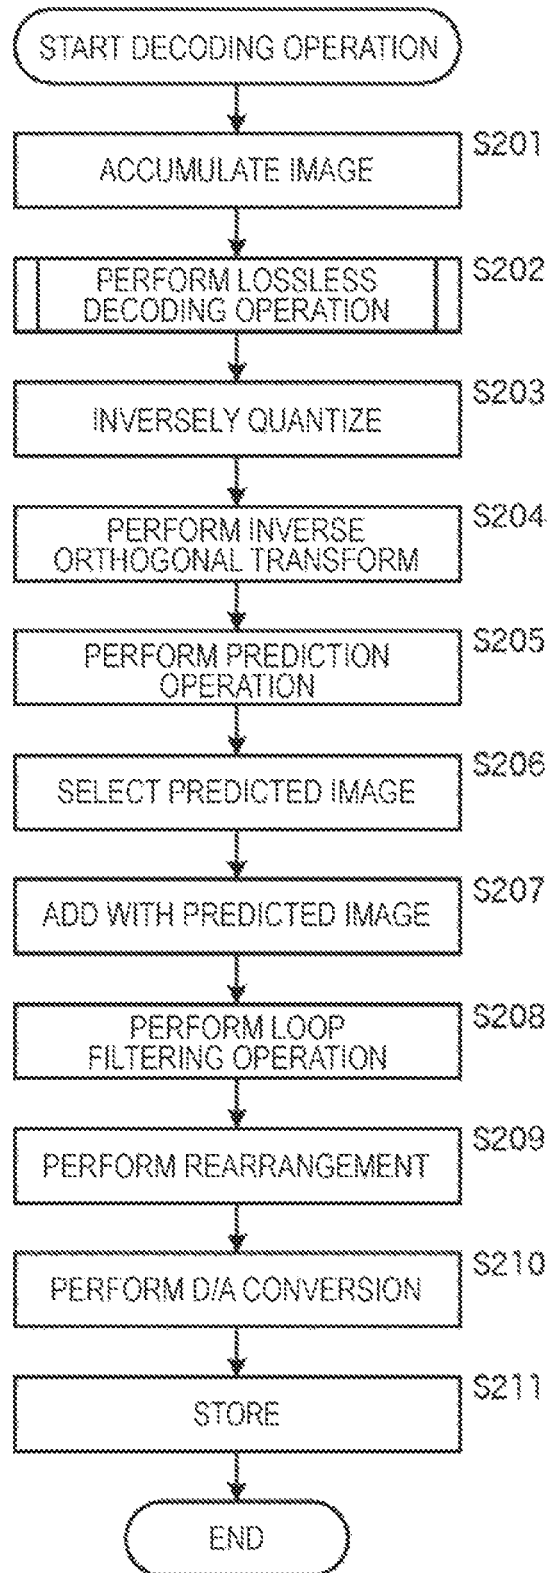 START DECODING OPERATION
ACCUMULATE IMAGE
S201
PERFORM LOSSLESS
DECODING OPERATION
S202
INVERSELY QUANTIZE
S203
PERFORM INVERSE
ORTHOGONAL TRANSFORM
S204
PERFORM PREDICTION
OPERATION
S205
SELECT PREDICTED IMAGE
S206
ADD WITH PREDICTED IMAGE
S207
PERFORM LOOP
FILTERING OPERATION
S208
PERFORM REARRANGEMENT
S209
PERFORM D/A CONVERSION
S210
STORE
S211
END